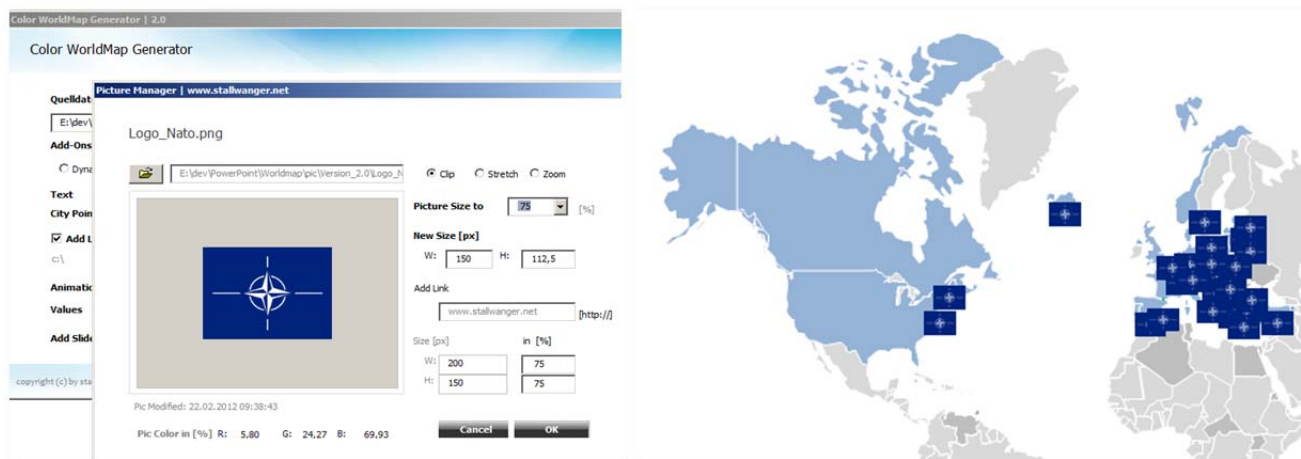 Color WorldMap Generator | 2.0
Color WorldMap Generator
Picture Manager | www.stallwanger.net
Quelldat
E:\dev\
Add-Ons
Dyna
Text
City Poin
Add L
c:\
Animatio
Values
Add Slide
copyright (c) by sta
Logo_Nato.png
E:\dev\PowerPoint\Worldmap\pic\Version_2.0\Logo_N
Clip Stretch Zoom
Picture Size to 75 [%]
New Size [px]
W: 150 H: 112,5
Add Link
www.stallwanger.net [http://]
Size [px] in [%]
W: 200 75
H: 150 75
Pic Modified: 22.02.2012 09:38:43
Pic Color in [%] R: 5,80 G: 24,27 B: 69,93
Cancel OK